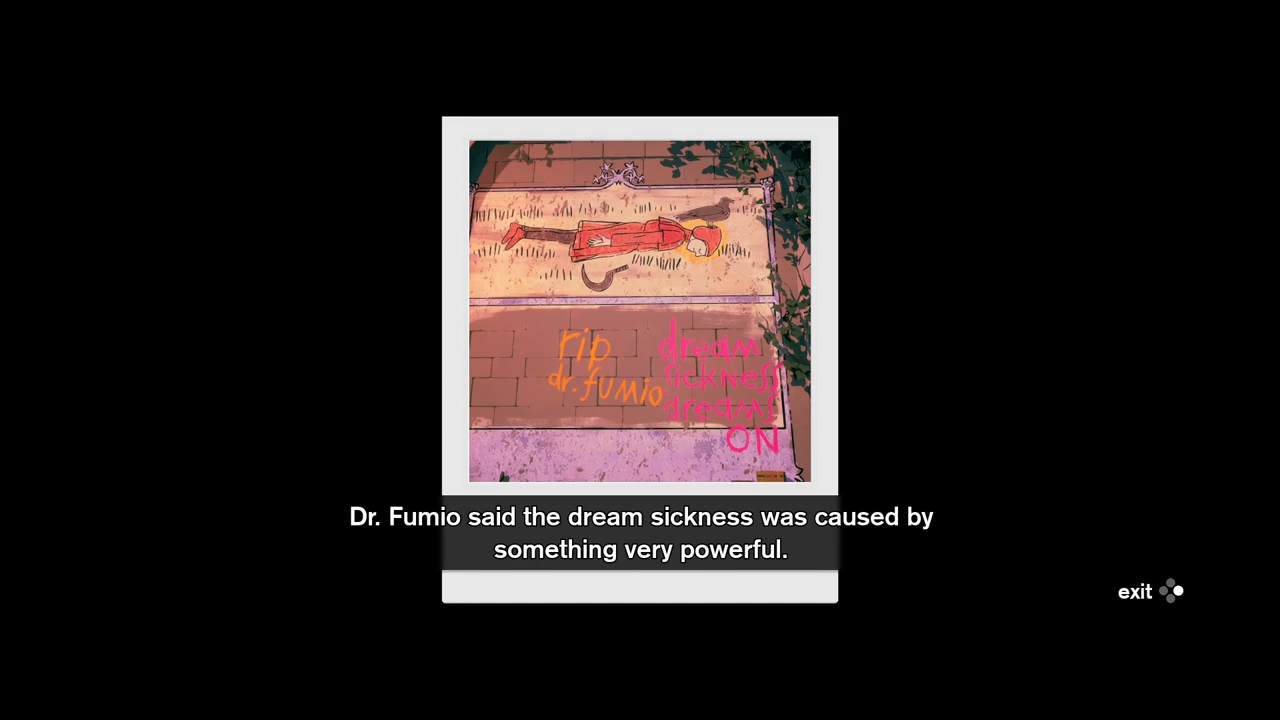 rip
dr. fumio
dream
sickness
dreams
ON
Dr. Fumio said the dream sickness was caused by
something very powerful.
exit